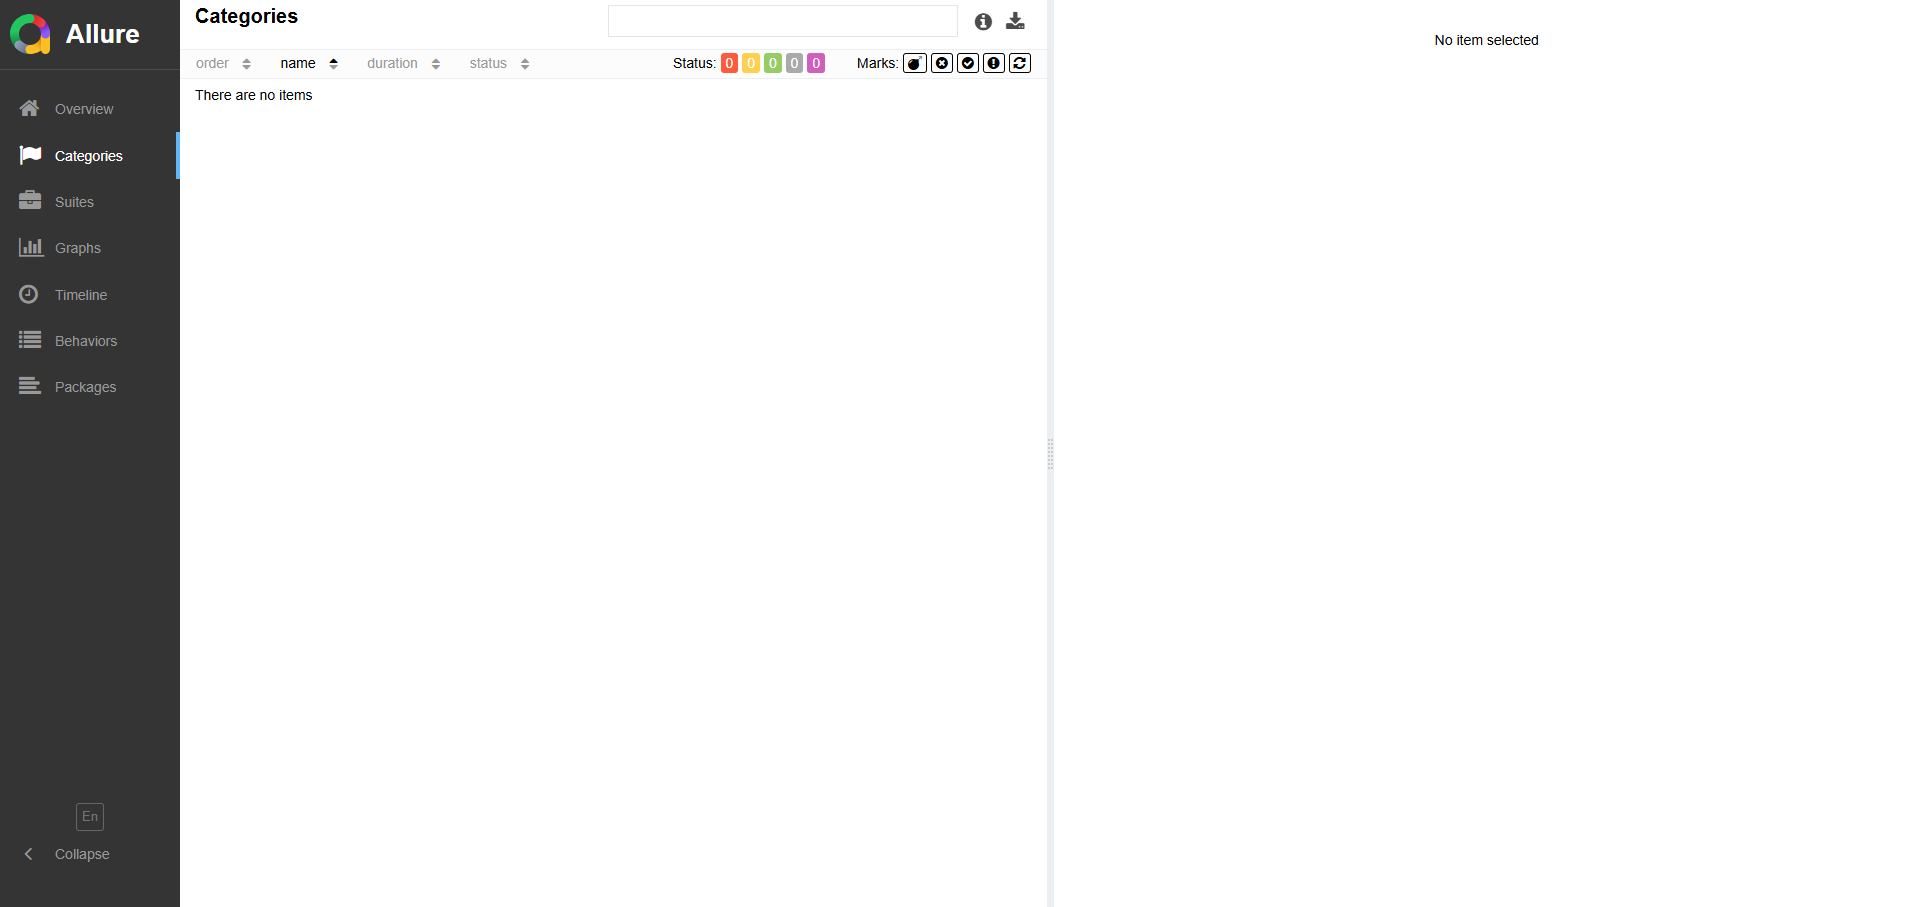 Allure
Overview
Categories
Suites
Graphs
Timeline
Behaviors
Packages
En
Collapse
Categories
order name duration status Status: 0 0 0 0 0 Marks:
There are no items
No item selected